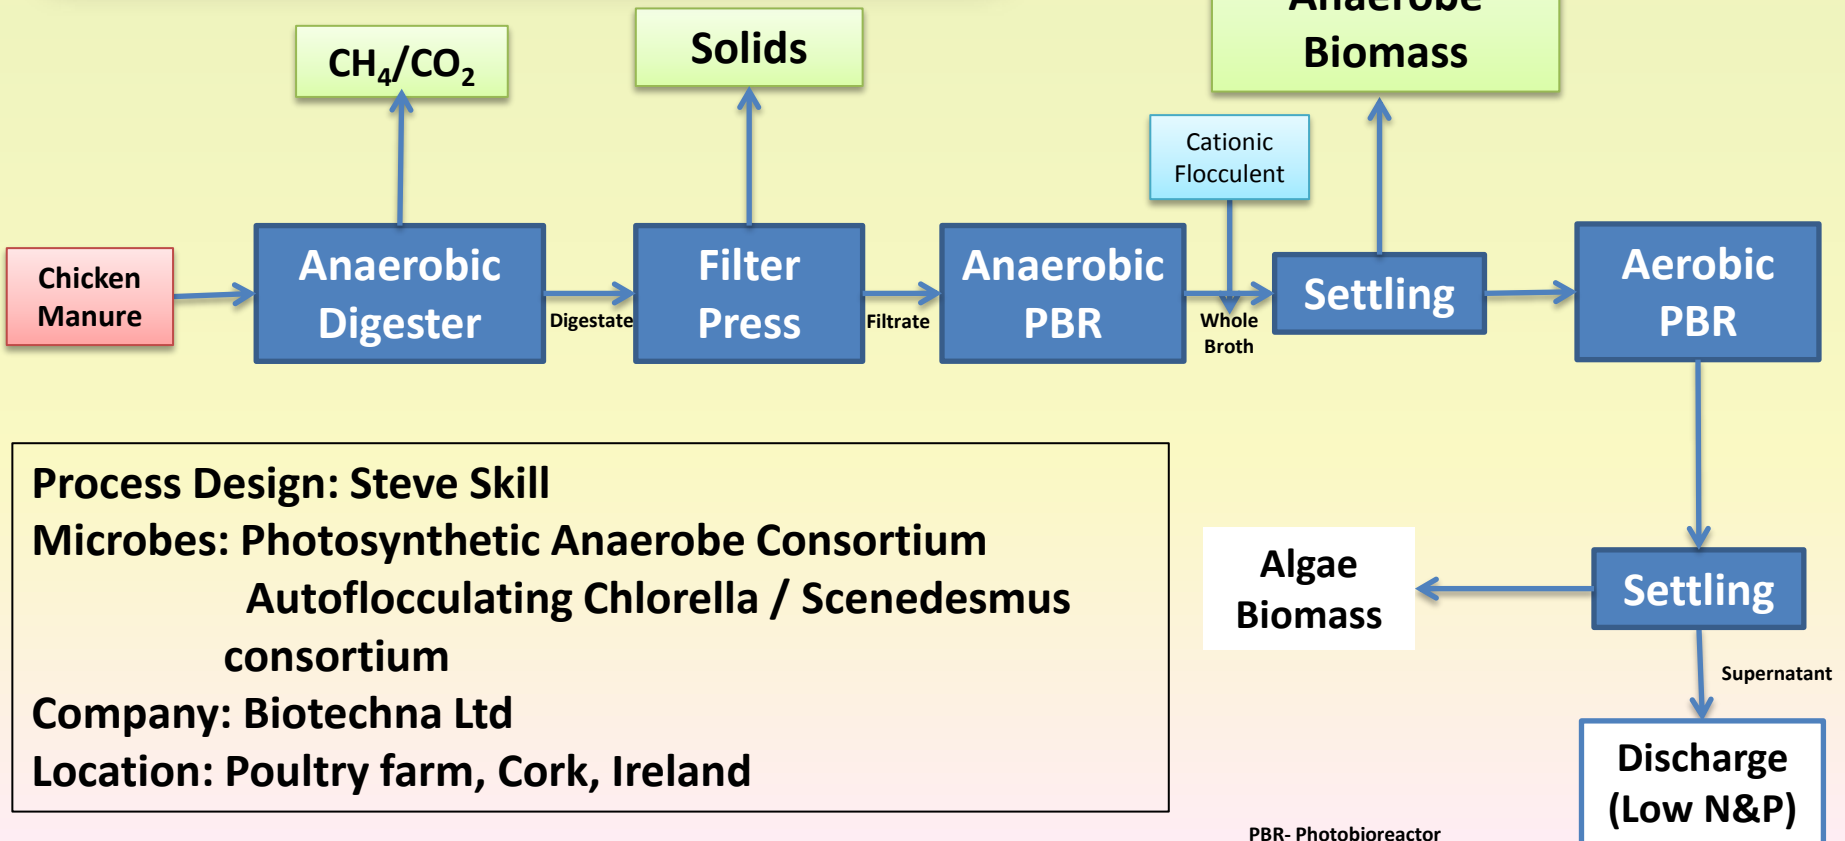 Anaerobe
Biomass
CH₄/CO₂
Solids
Cationic
Flocculent
Chicken
Manure
Anaerobic
Digester
Digestate
Filter
Press
Filtrate
Anaerobic
PBR
Whole
Broth
Settling
Aerobic
PBR
Process Design: Steve Skill
Microbes: Photosynthetic Anaerobe Consortium
Autoflocculating Chlorella / Scenedesmus
consortium
Company: Biotechna Ltd
Location: Poultry farm, Cork, Ireland
Algae
Biomass
Settling
Supernatant
Discharge
(Low N&P)
PBR- Photobioreactor